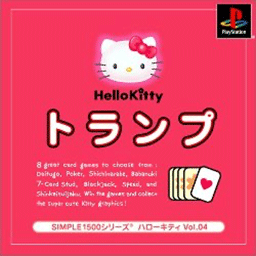 PlayStation
HelloKitty
トランプ
8 great card games to choose from :
Daifugo, Poker, Shichinarabe, Babanuki
7-Card Stud, Blackjack, Speed, and
Shinkeisuijaku. Win the games and collect
the super cute Kitty graphics!
SIMPLE1500シリーズ® ハローキティ Vol.04